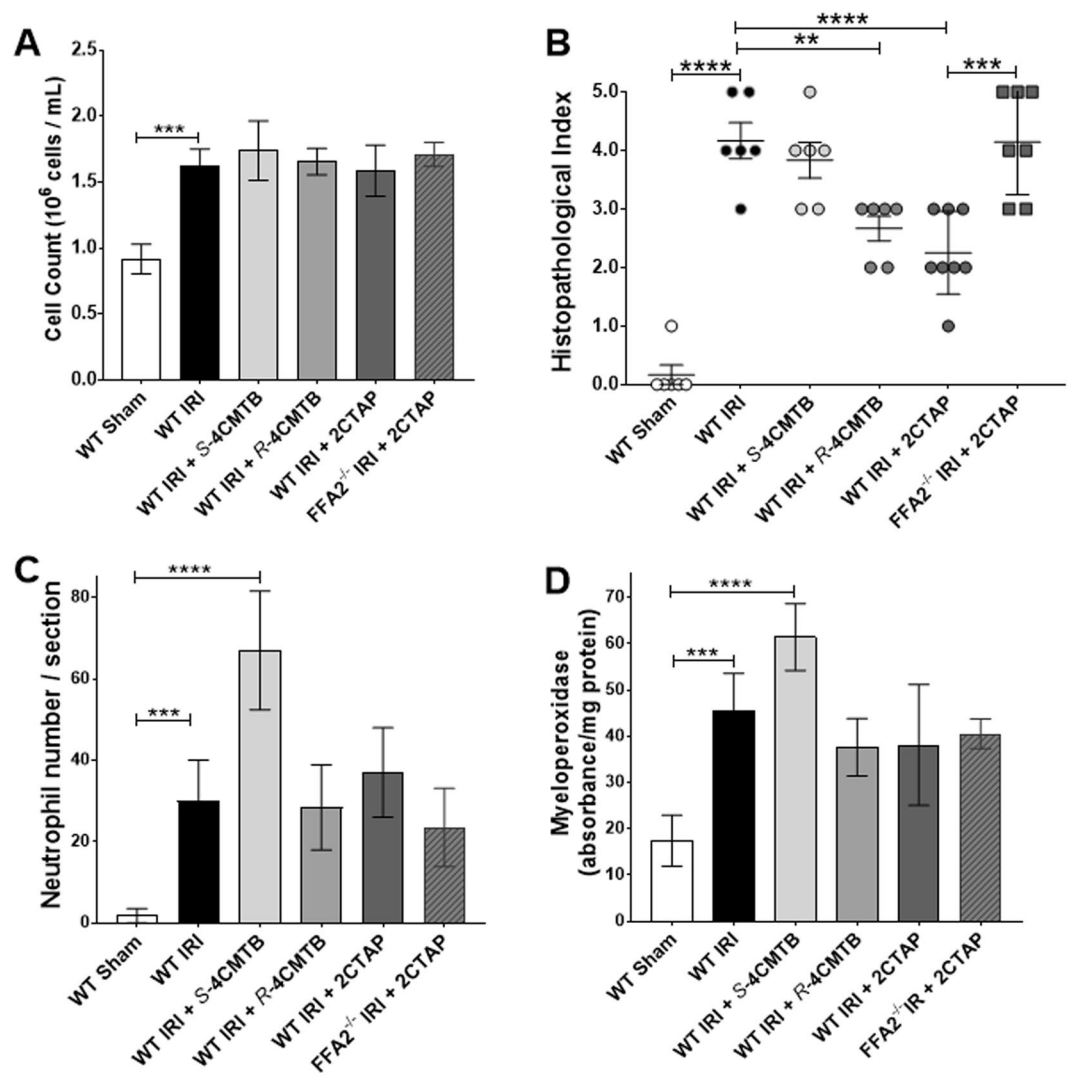 A
Cell Count (10⁶ cells / mL)
2.5
2.0
1.5
1.0
0.5
0.0
***
WT Sham
WT IRI
WT IRI + S-4CMTB
WT IRI + R-4CMTB
WT IRI + 2CTAP
FFA2⁻/⁻ IRI + 2CTAP
B
Histopathological Index
5.0
4.0
3.0
2.0
1.0
0.0
****
**
****
***
WT Sham
WT IRI
WT IRI + S-4CMTB
WT IRI + R-4CMTB
WT IRI + 2CTAP
FFA2⁻/⁻ IRI + 2CTAP
C
Neutrophil number / section
80
60
40
20
0
****
***
WT Sham
WT IRI
WT IRI + S-4CMTB
WT IRI + R-4CMTB
WT IRI + 2CTAP
FFA2⁻/⁻ IRI + 2CTAP
D
Myeloperoxidase
(absorbance/mg protein)
70
60
50
40
30
20
10
0
****
***
WT Sham
WT IRI
WT IRI + S-4CMTB
WT IRI + R-4CMTB
WT IRI + 2CTAP
FFA2⁻/⁻ IR + 2CTAP